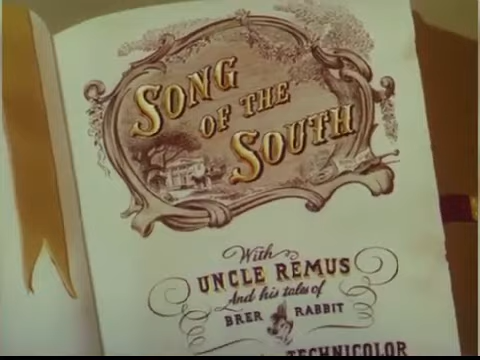 SONG
OF THE
SOUTH
With
UNCLE REMUS
And his tales of
BRER RABBIT
TECHNICOLOR